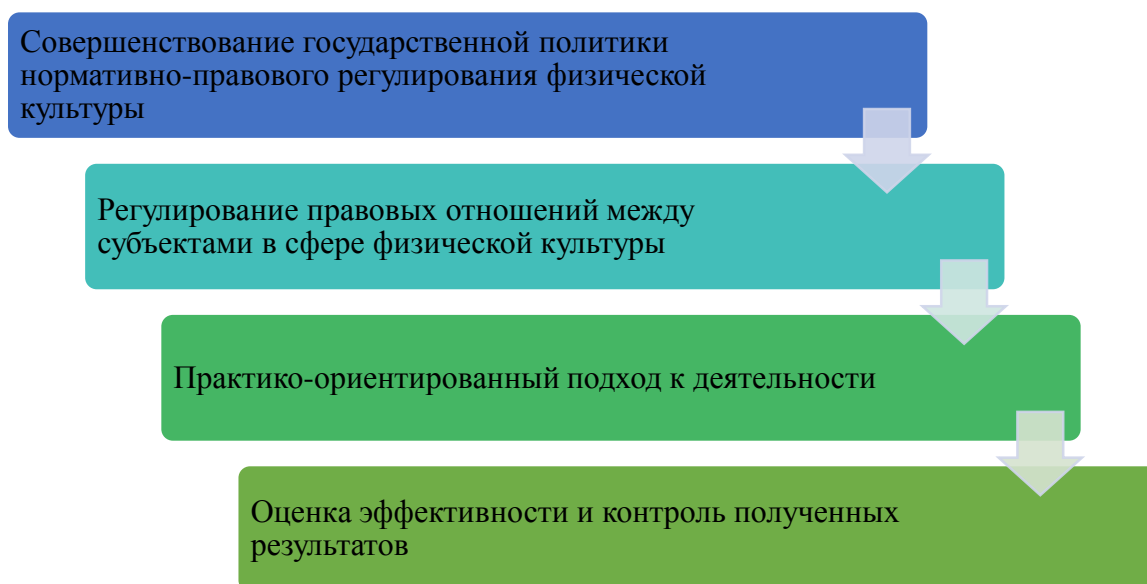 Совершенствование государственной политики
нормативно-правового регулирования физической
культуры
Регулирование правовых отношений между
субъектами в сфере физической культуры
Практико-ориентированный подход к деятельности
Оценка эффективности и контроль полученных
результатов